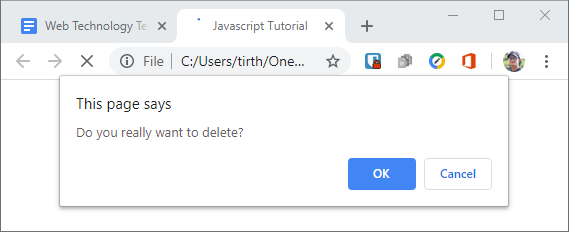 Web Technology Te
Javascript Tutorial
File | C:/Users/tirth/One...
This page says
Do you really want to delete?
OK
Cancel